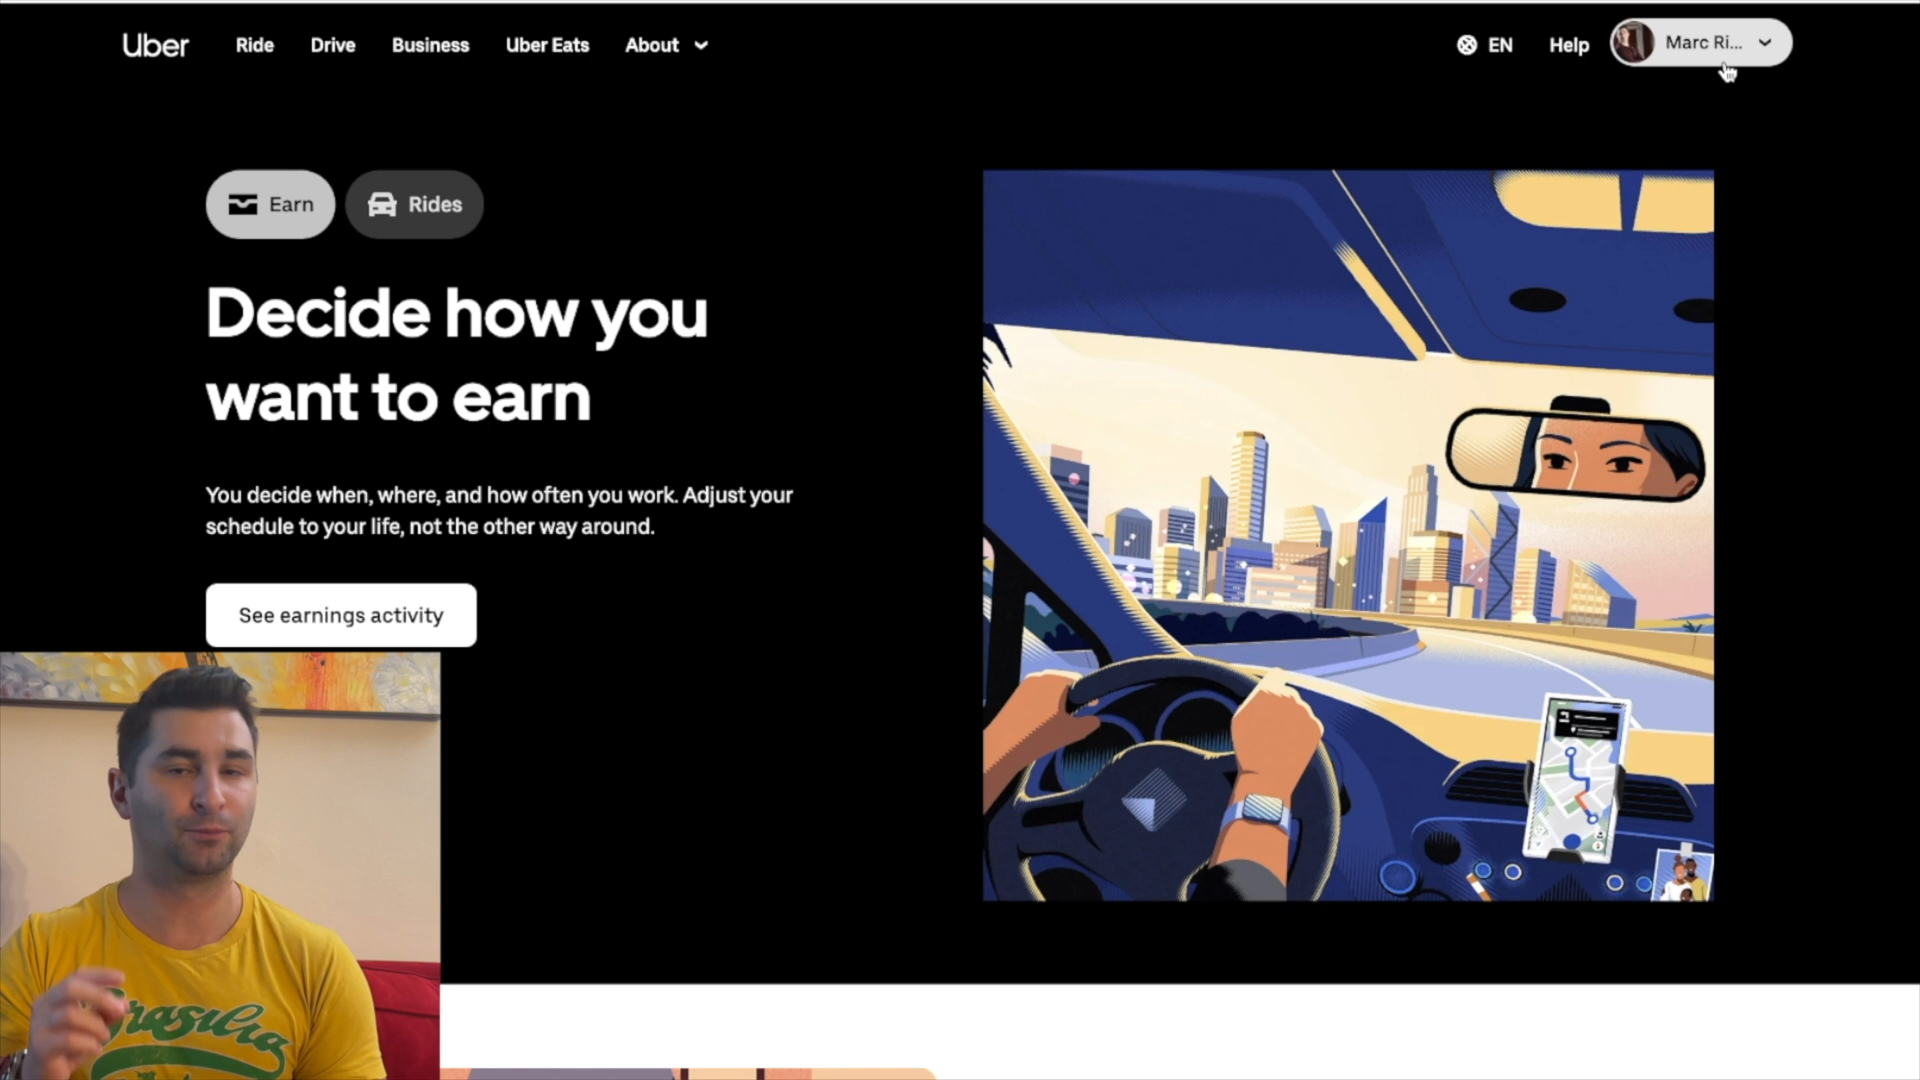 Uber
Ride
Drive
Business
Uber Eats
About
EN
Help
Marc Ri...
Earn
Rides
Decide how you
want to earn
You decide when, where, and how often you work. Adjust your
schedule to your life, not the other way around.
See earnings activity
Brasilia